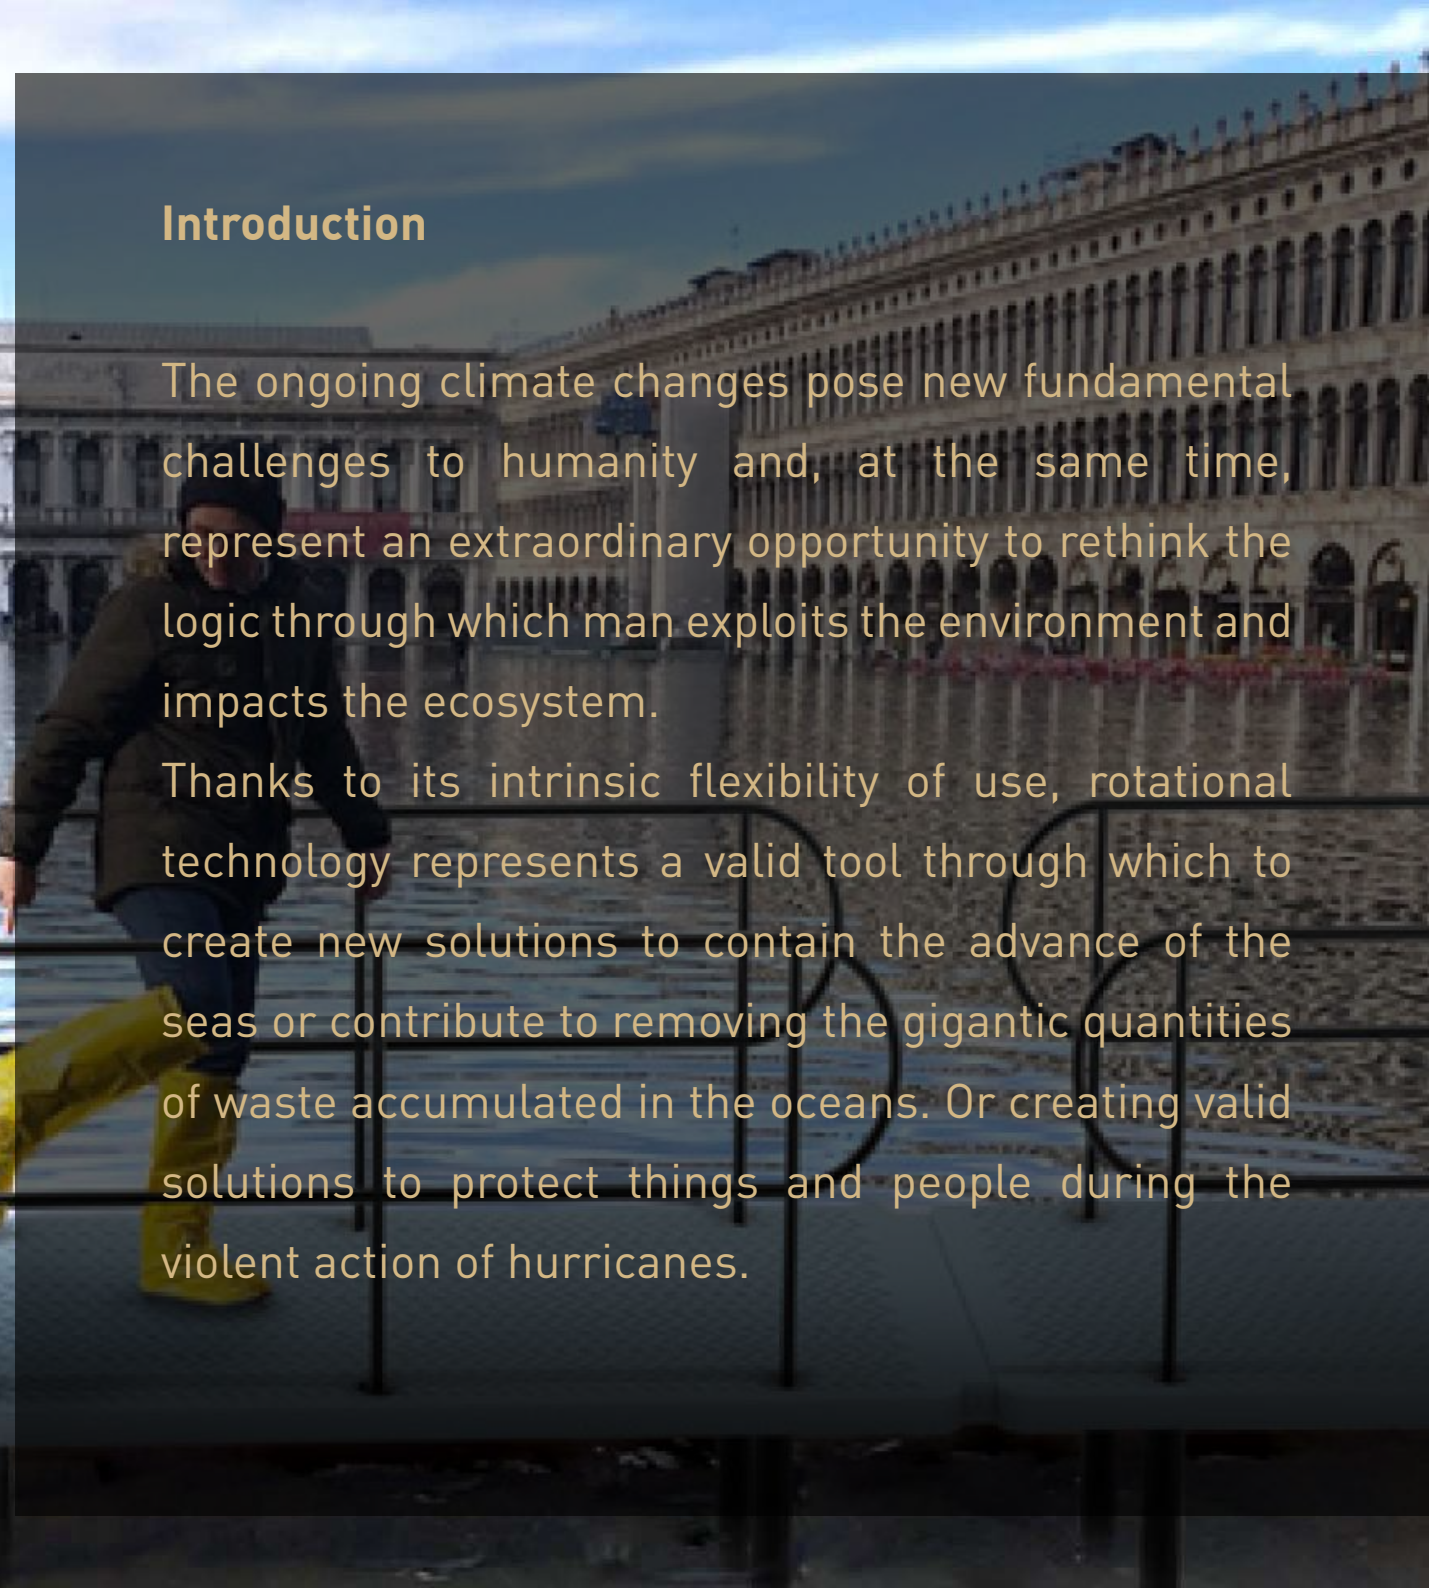 Introduction
The ongoing climate changes pose new fundamental
challenges to humanity and, at the same time,
represent an extraordinary opportunity to rethink the
logic through which man exploits the environment and
impacts the ecosystem.
Thanks to its intrinsic flexibility of use, rotational
technology represents a valid tool through which to
create new solutions to contain the advance of the
seas or contribute to removing the gigantic quantities
of waste accumulated in the oceans. Or creating valid
solutions to protect things and people during the
violent action of hurricanes.